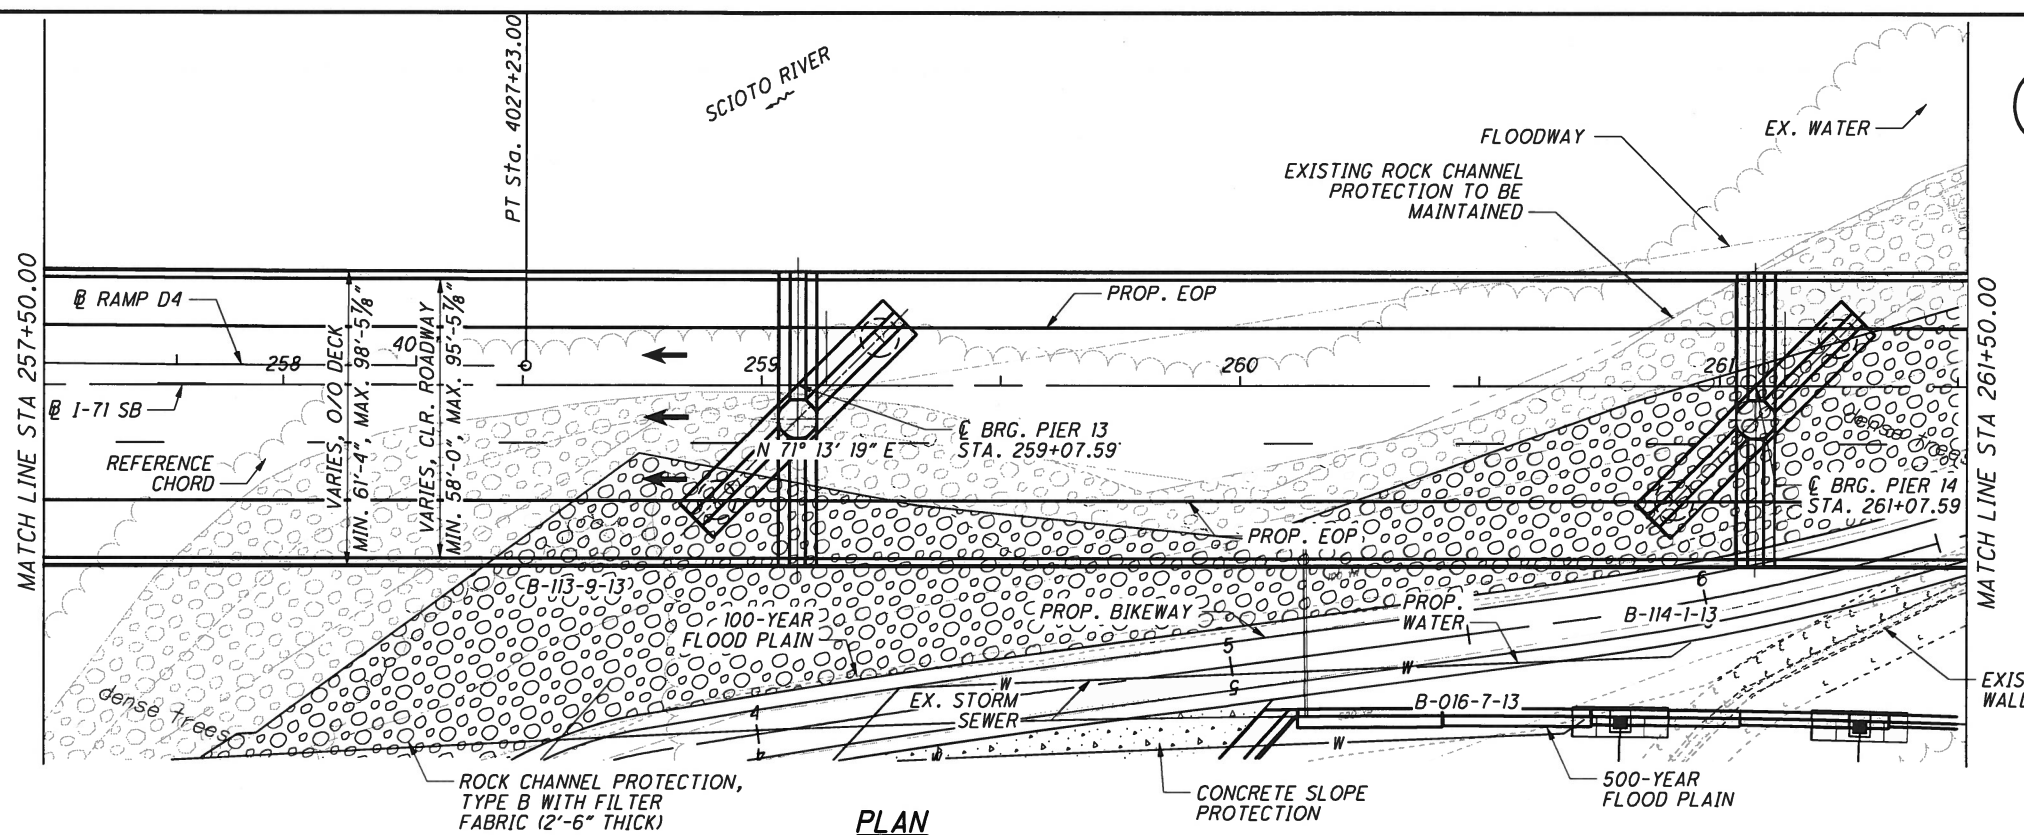 SCIOTO RIVER
PT Sta. 4027+23.00
EX. WATER
FLOODWAY
EXISTING ROCK CHANNEL
PROTECTION TO BE
MAINTAINED
MATCH LINE STA 257+50.00
℄ RAMP D4
PROP. EOP
MATCH LINE STA 261+50.00
40
258
259
260
261
℄ I-71 SB
VARIES, O/O DECK
MIN. 61'-4", MAX. 98'-5⅞"
VARIES, CLR. ROADWAY
MIN. 58'-0", MAX. 95'-5⅞"
REFERENCE
CHORD
N 71° 13' 19" E
℄ BRG. PIER 13
STA. 259+07.59
dense trees
℄ BRG. PIER 14
STA. 261+07.59
PROP. EOP
B-113-9-13
100-YEAR
FLOOD PLAIN
PROP. BIKEWAY
PROP.
WATER
6
B-114-1-13
5
5
W
W
dense trees
EX. STORM
SEWER
4
4
B-016-7-13
EXIS
WALL
W
W
ROCK CHANNEL PROTECTION,
TYPE B WITH FILTER
FABRIC (2'-6" THICK)
CONCRETE SLOPE
PROTECTION
500-YEAR
FLOOD PLAIN
PLAN